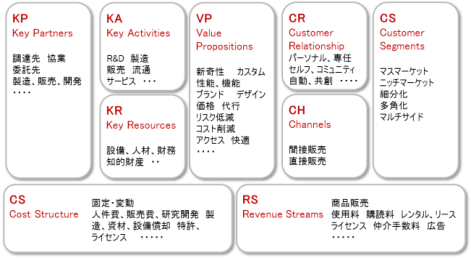 KP
Key Partners
調達先 協業
委託先
製造、販売、開発
････
KA
Key Activities
R&D 製造
販売 流通
サービス ･･･
KR
Key Resources
設備、人材、財務
知的財産 ･･
VP
Value
Propositions
新奇性 カスタム
性能、機能
ブランド デザイン
価格 代行
リスク低減
コスト削減
アクセス 快適
････
CR
Customer
Relationship
パーソナル、専任
セルフ、コミュニティ
自動、共創 ････
CH
Channels
間接販売
直接販売
CS
Customer
Segments
マスマーケット
ニッチマーケット
細分化
多角化
マルチサイド
CS
Cost Structure
固定・変動
人件費、販売費、研究開発 製
造、資材、設備償却 特許、
ライセンス ･････
RS
Revenue Streams
商品販売
使用料 購読料 レンタル、リース
ライセンス 仲介手数料 広告
･････